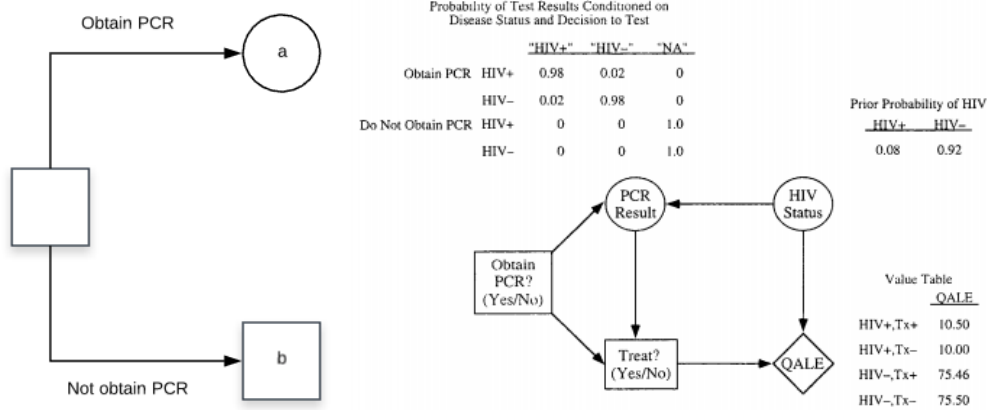 Obtain PCR
a
b
Not obtain PCR
Probability of Test Results Conditioned on
Disease Status and Decision to Test
"HIV+" "HIV–" "NA"
Obtain PCR HIV+ 0.98 0.02 0
HIV– 0.02 0.98 0
Do Not Obtain PCR HIV+ 0 0 1.0
HIV– 0 0 1.0
Prior Probability of HIV
HIV+ HIV–
0.08 0.92
PCR
Result
HIV
Status
Obtain
PCR?
(Yes/No)
Treat?
(Yes/No)
QALE
Value Table
QALE
HIV+,Tx+ 10.50
HIV+,Tx– 10.00
HIV–,Tx+ 75.46
HIV–,Tx– 75.50